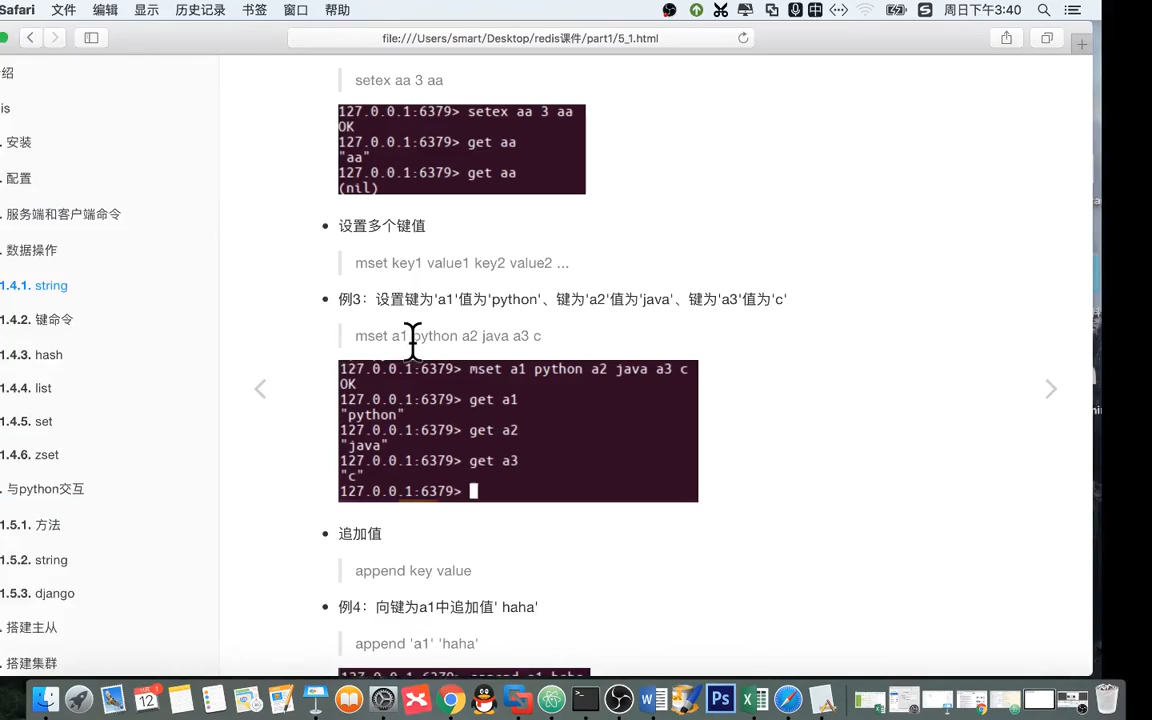 Safari 文件 编辑 显示 历史记录 书签 窗口 帮助 周日下午3:40
file:///Users/smart/Desktop/redis课件/part1/5_1.html
介绍
is
. 安装
. 配置
. 服务端和客户端命令
. 数据操作
1.4.1. string
1.4.2. 键命令
1.4.3. hash
1.4.4. list
1.4.5. set
1.4.6. zset
. 与python交互
1.5.1. 方法
1.5.2. string
1.5.3. django
. 搭建主从
. 搭建集群
setex aa 3 aa
127.0.0.1:6379> setex aa 3 aa
OK
127.0.0.1:6379> get aa
"aa"
127.0.0.1:6379> get aa
(nil)
设置多个键值
mset key1 value1 key2 value2 ...
例3：设置键为'a1'值为'python'、键为'a2'值为'java'、键为'a3'值为'c'
mset a1 python a2 java a3 c
127.0.0.1:6379> mset a1 python a2 java a3 c
OK
127.0.0.1:6379> get a1
"python"
127.0.0.1:6379> get a2
"java"
127.0.0.1:6379> get a3
"c"
127.0.0.1:6379>
追加值
append key value
例4：向键为a1中追加值' haha'
append 'a1' 'haha'
127.0.0.1:6379> append a1 haha
12
Ps